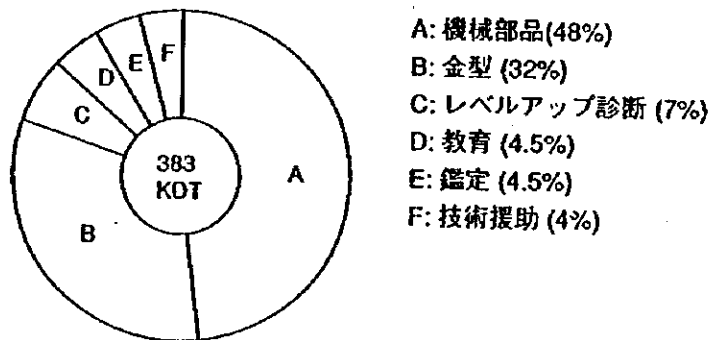 A
B
C
D
E
F
383
KDT
A: 機械部品(48%)
B: 金型 (32%)
C: レベルアップ診断 (7%)
D: 教育 (4.5%)
E: 鑑定 (4.5%)
F: 技術援助 (4%)